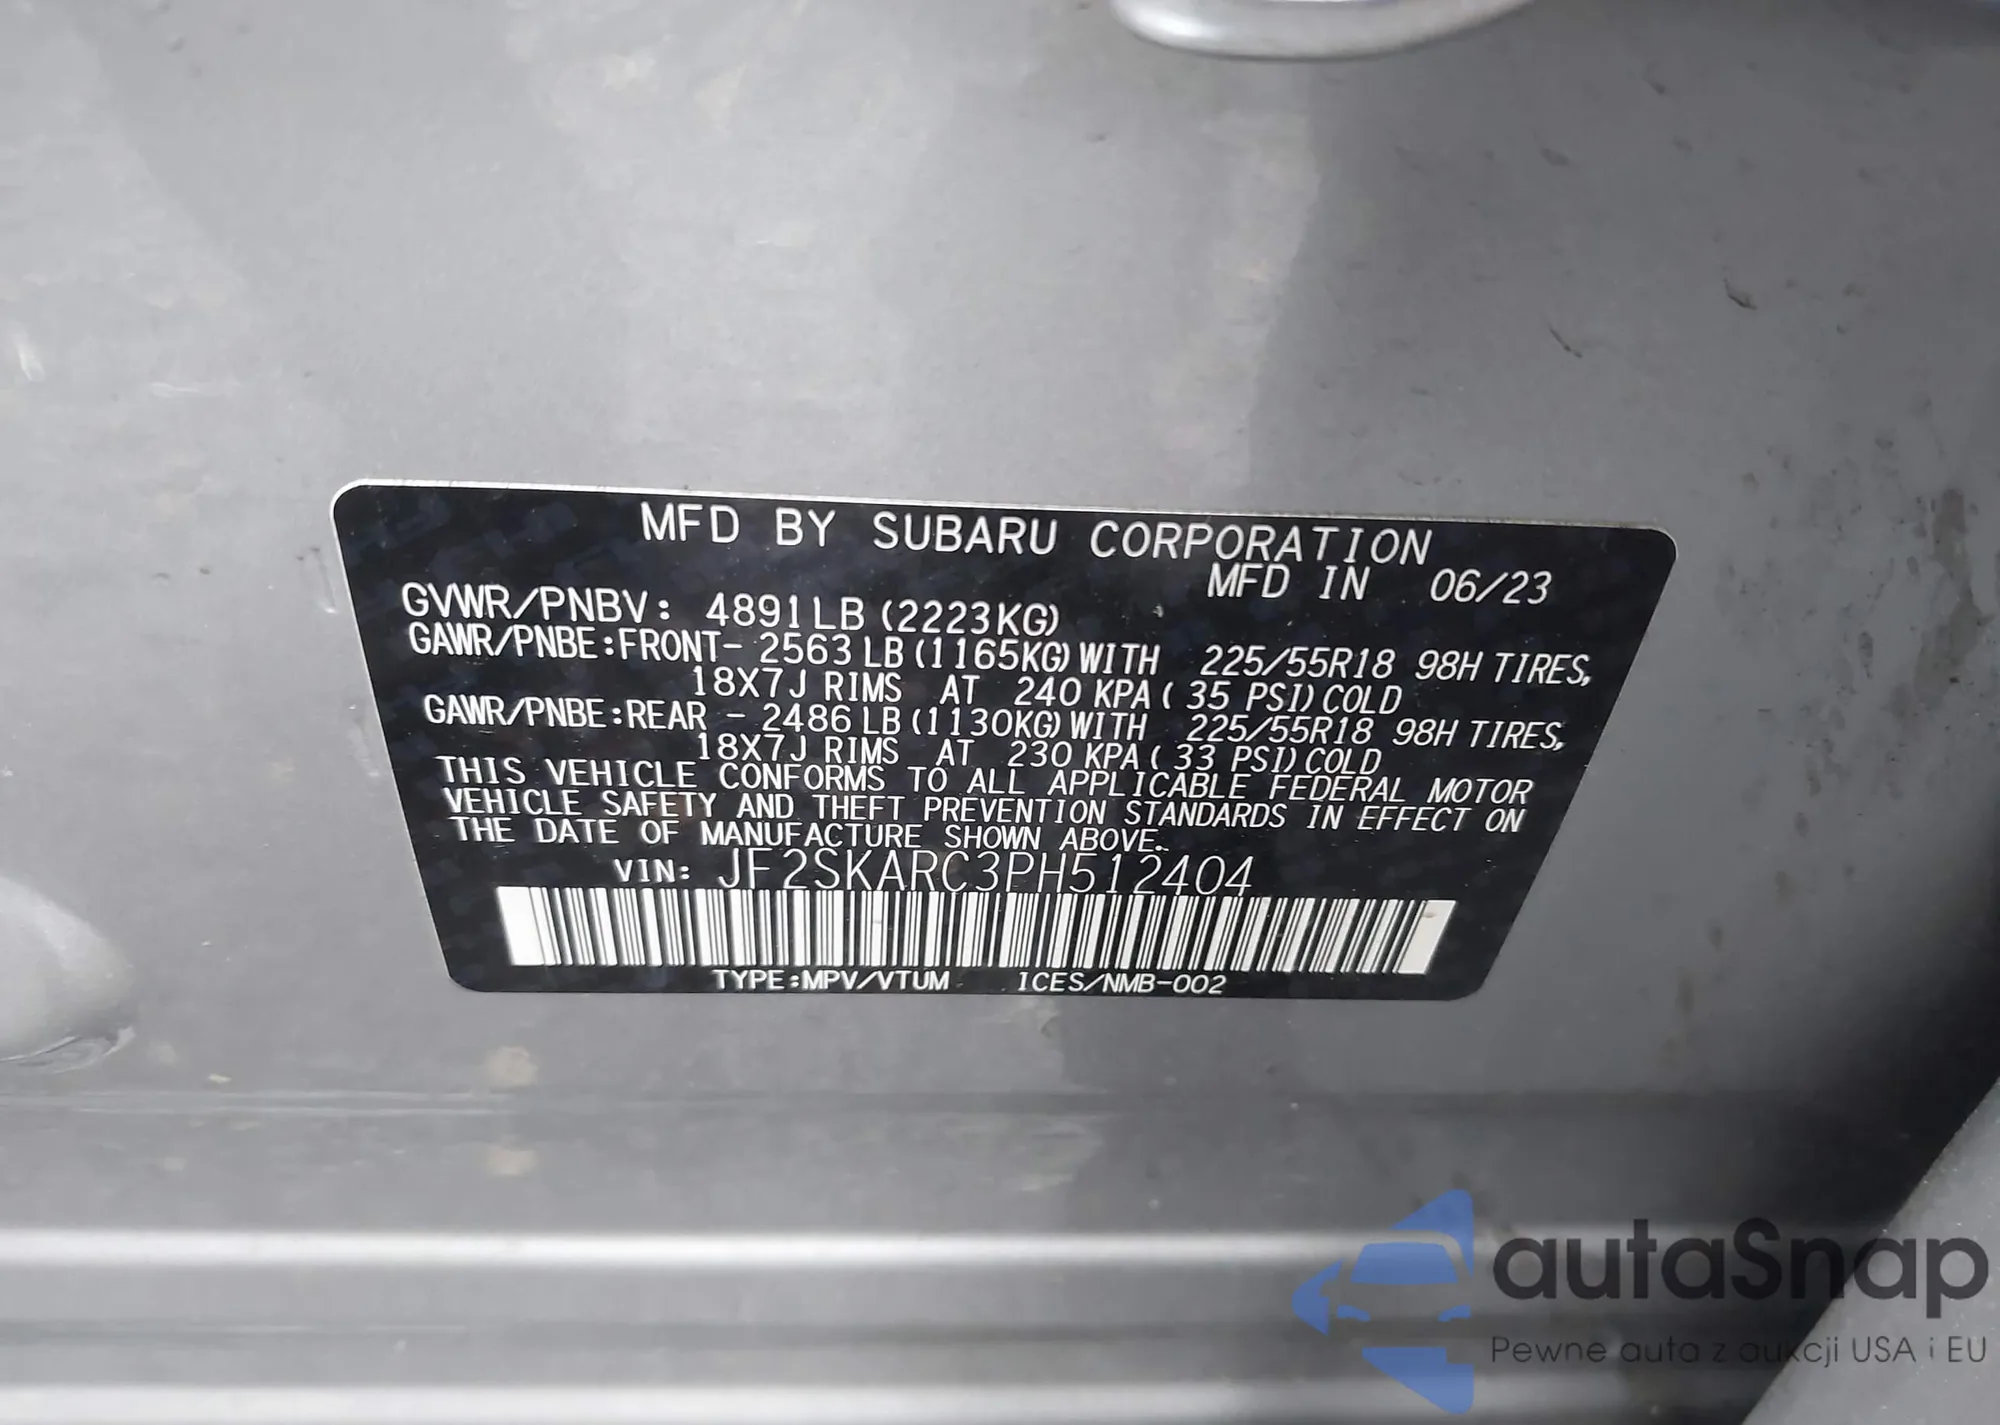 MFD BY SUBARU CORPORATION
MFD IN 06/23
GVWR/PNBV: 4891LB (2223KG)
GAWR/PNBE:FRONT- 2563 LB (1165KG) WITH 225/55R18 98H TIRES,
18X7J RIMS AT 240 KPA ( 35 PSI) COLD
GAWR/PNBE:REAR - 2486 LB (1130KG) WITH 225/55R18 98H TIRES,
18X7J RIMS AT 230 KPA ( 33 PSI) COLD
THIS VEHICLE CONFORMS TO ALL APPLICABLE FEDERAL MOTOR
VEHICLE SAFETY AND THEFT PREVENTION STANDARDS IN EFFECT ON
THE DATE OF MANUFACTURE SHOWN ABOVE.
VIN: JF2SKARC3PH512404
TYPE:MPV/VTUM ICES/NMB-002
autaSnap
Pewne auta z aukcji USA i EU